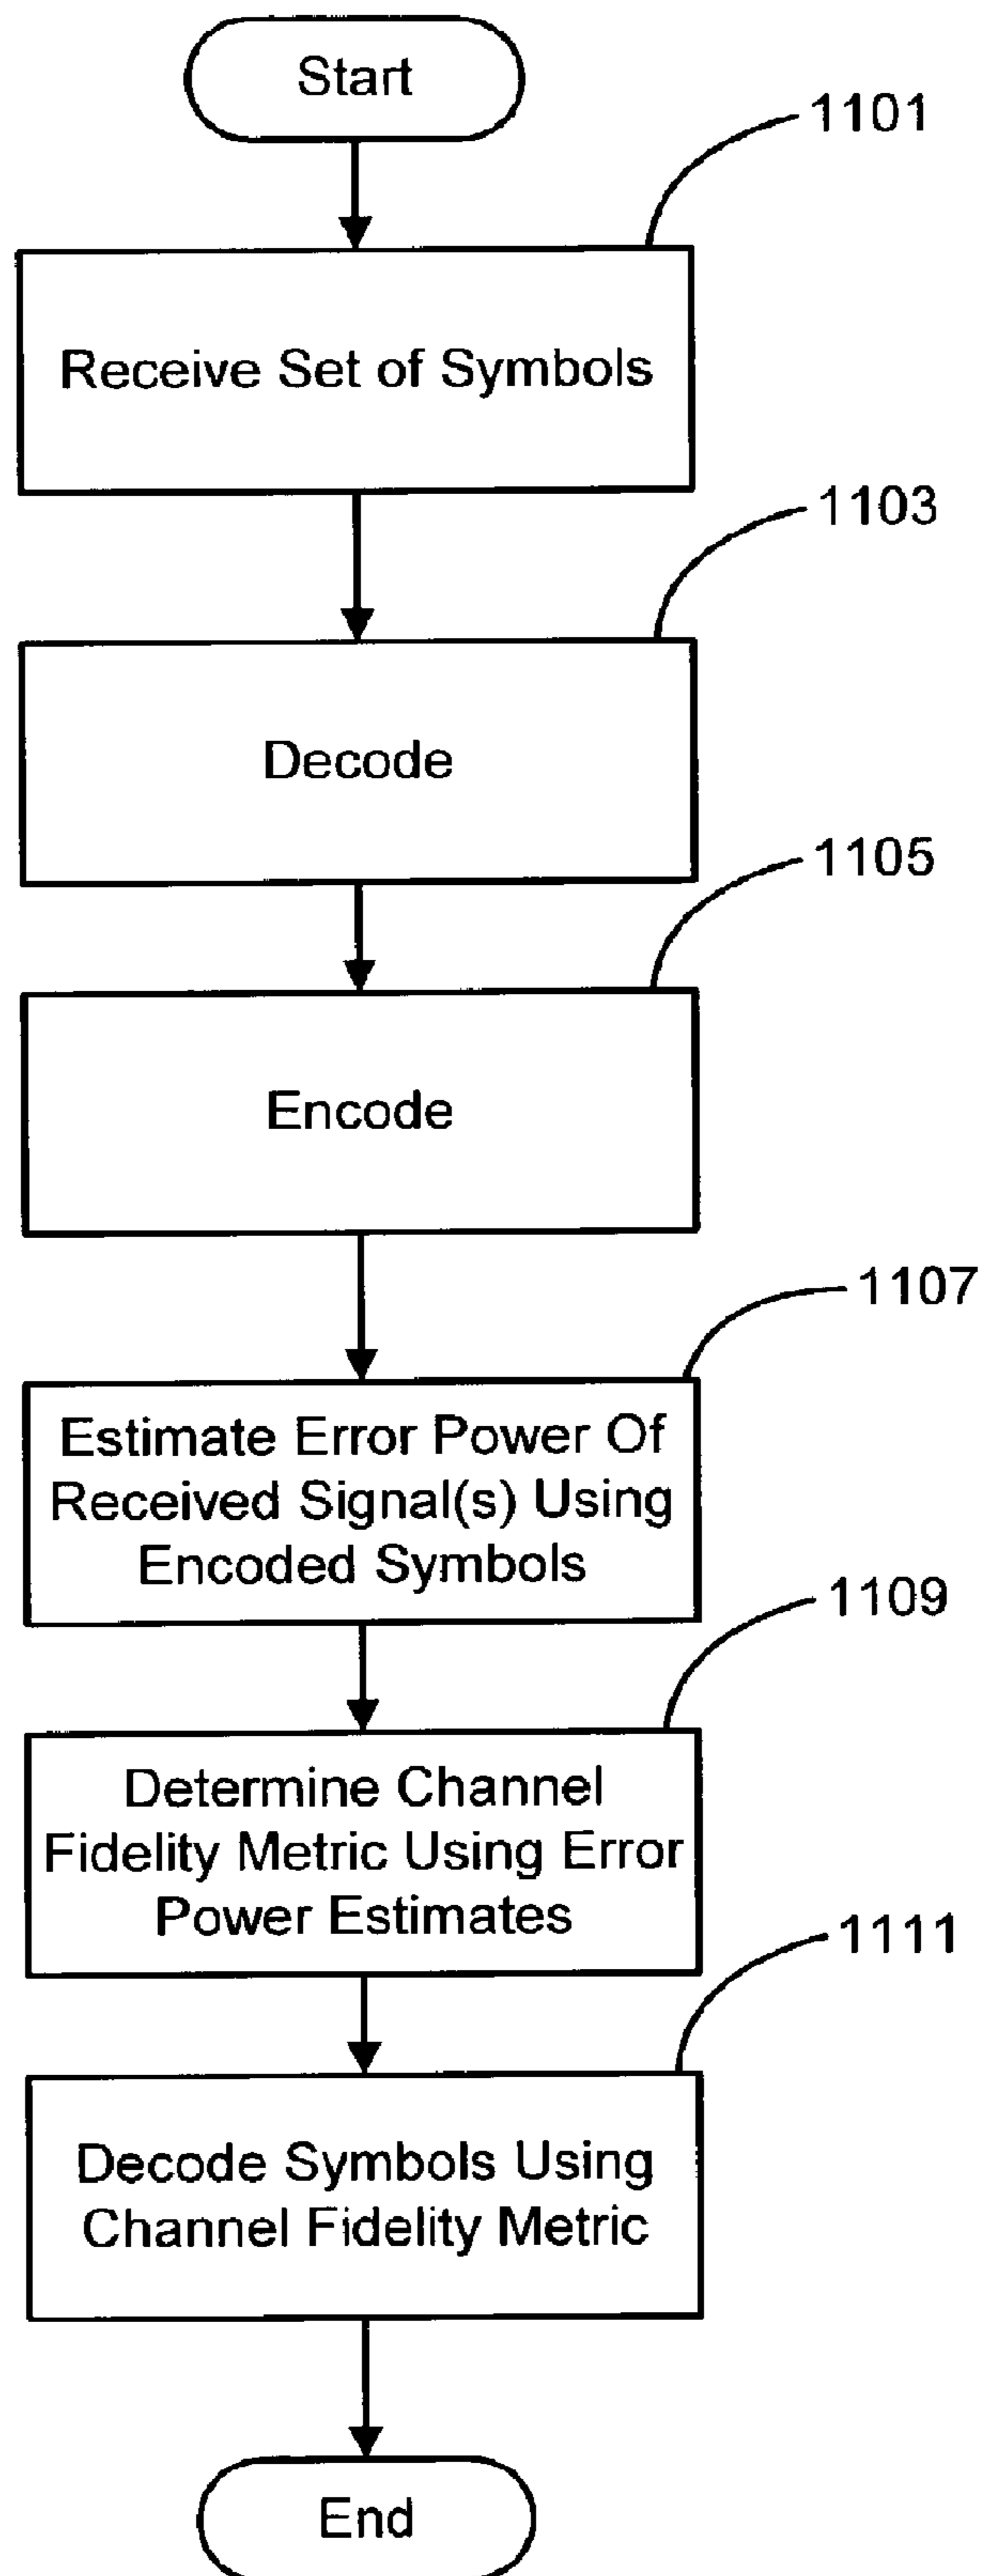 Start
1101
Receive Set of Symbols
1103
Decode
1105
Encode
1107
Estimate Error Power Of
Received Signal(s) Using
Encoded Symbols
1109
Determine Channel
Fidelity Metric Using Error
Power Estimates
1111
Decode Symbols Using
Channel Fidelity Metric
End